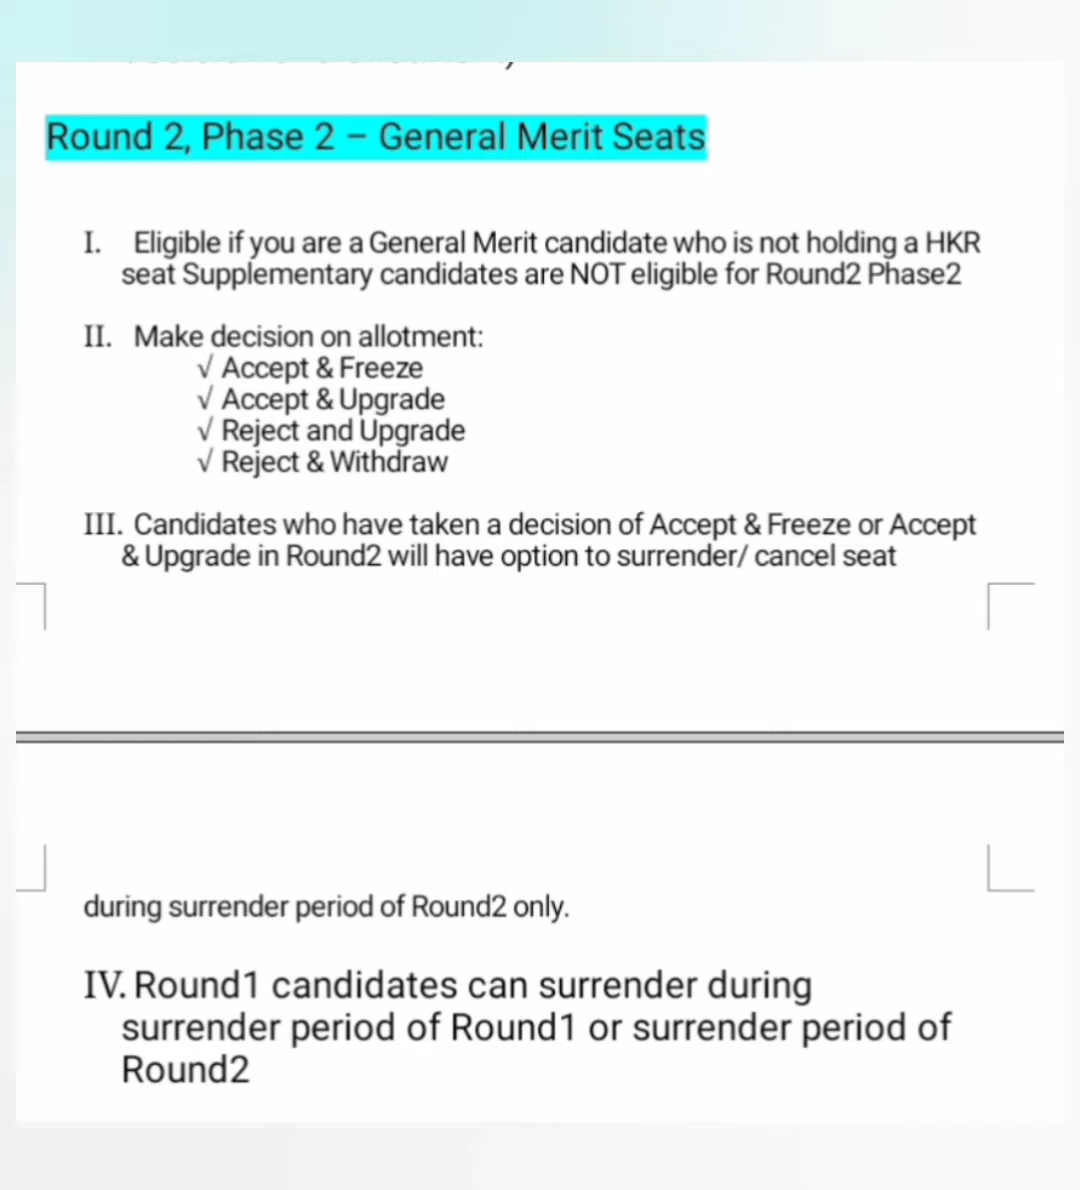 Round 2, Phase 2 – General Merit Seats
I. Eligible if you are a General Merit candidate who is not holding a HKR
seat Supplementary candidates are NOT eligible for Round2 Phase2
II. Make decision on allotment:
√ Accept & Freeze
√ Accept & Upgrade
√ Reject and Upgrade
√ Reject & Withdraw
III. Candidates who have taken a decision of Accept & Freeze or Accept
& Upgrade in Round2 will have option to surrender/ cancel seat
during surrender period of Round2 only.
IV. Round1 candidates can surrender during
surrender period of Round1 or surrender period of
Round2